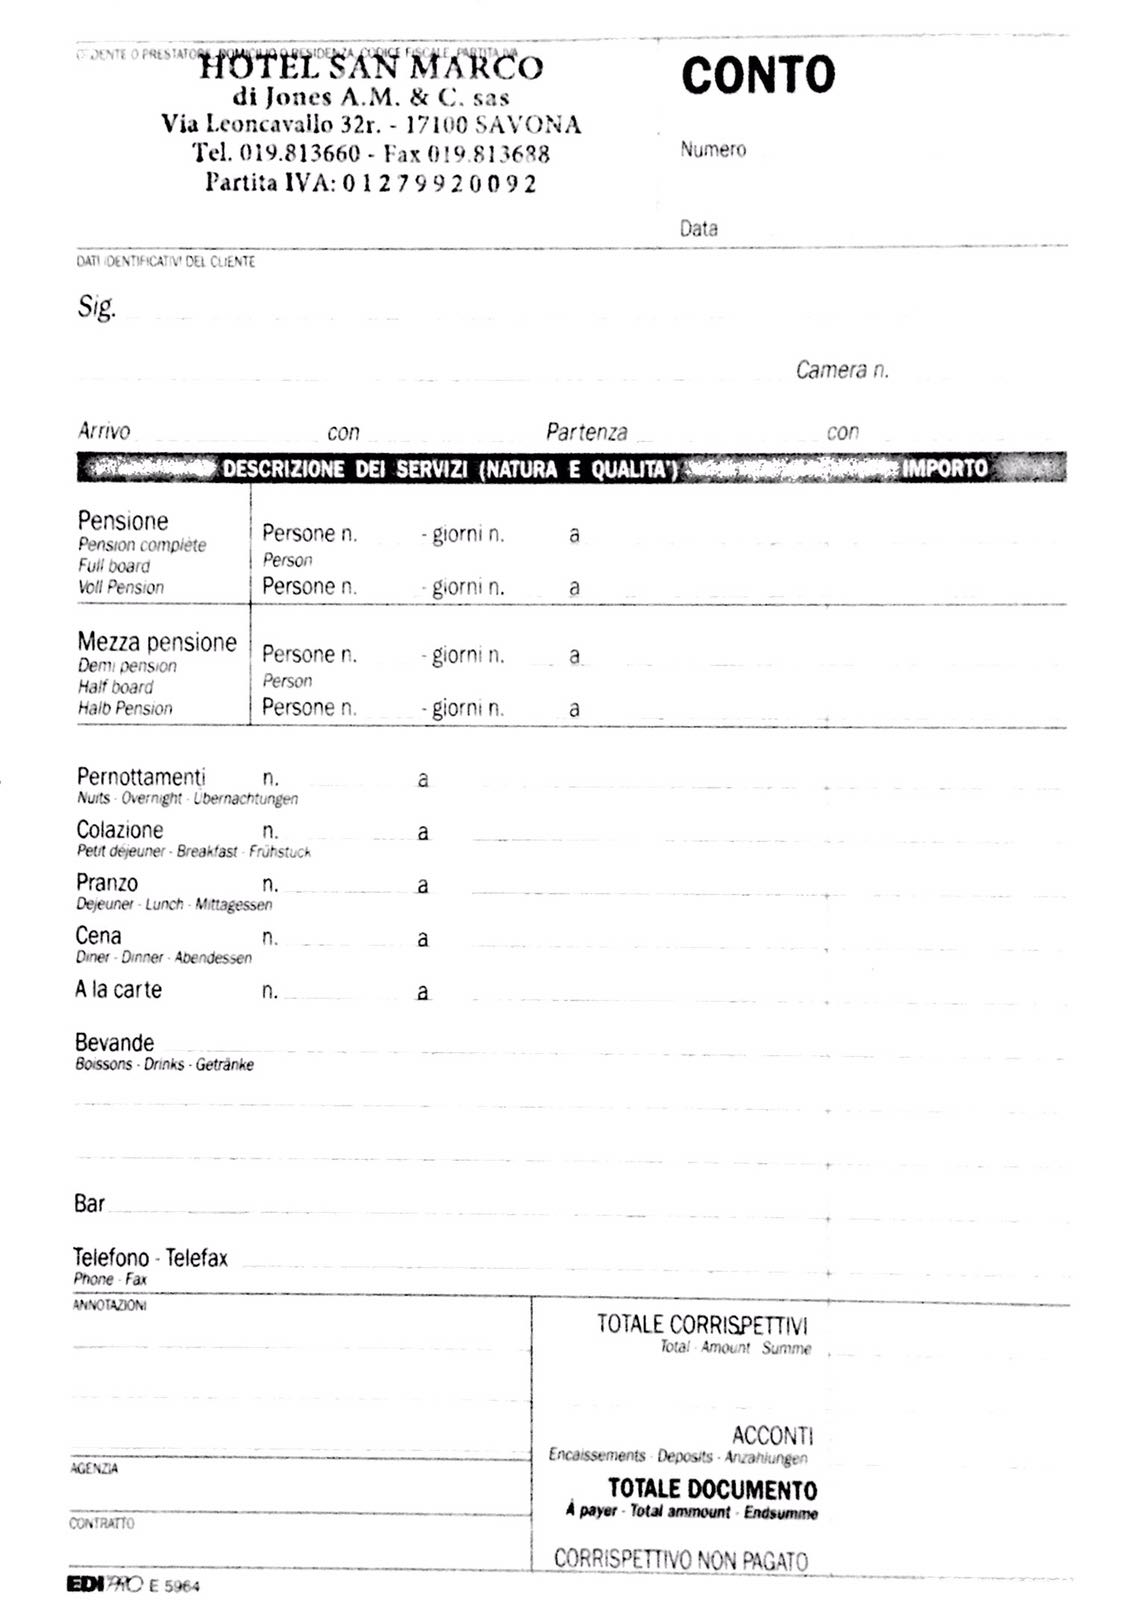 CEDENTE O PRESTATORE, DOMICILIO O RESIDENZA, CODICE FISCALE, PARTITA IVA
HOTEL SAN MARCO
di Jones A.M. & C. sas
Via Leoncavallo 32r. - 17100 SAVONA
Tel. 019.813660 - Fax 019.813688
Partita IVA: 01279920092
CONTO
Numero
Data
DATI IDENTIFICATIVI DEL CLIENTE
Sig.
Camera n.
Arrivo con Partenza con
DESCRIZIONE DEI SERVIZI (NATURA E QUALITA') IMPORTO
Pensione
Pension complète
Full board
Voll Pension
Persone n. - giorni n. a
Person
Persone n. - giorni n. a
Mezza pensione
Demi pension
Half board
Halb Pension
Persone n. - giorni n. a
Person
Persone n. - giorni n. a
Pernottamenti n. a
Nuits - Overnight - Übernachtungen
Colazione n. a
Petit déjeuner - Breakfast - Frühstuck
Pranzo n. a
Dejeuner - Lunch - Mittagessen
Cena n. a
Diner - Dinner - Abendessen
A la carte n. a
Bevande
Boissons - Drinks - Getränke
Bar
Telefono - Telefax
Phone - Fax
ANNOTAZIONI
TOTALE CORRISPETTIVI
Total - Amount Summe
ACCONTI
Encaissements - Deposits - Anzahlungen
AGENZIA
TOTALE DOCUMENTO
À payer - Total ammount - Endsumme
CONTRATTO
CORRISPETTIVO NON PAGATO
EDIPRO E 5964